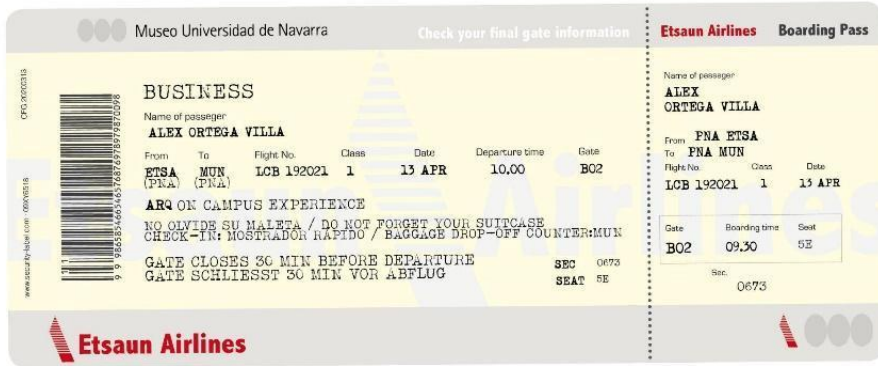 Museo Universidad de Navarra
Check your final gate information
BUSINESS
Name of passeger
ALEX ORTEGA VILLA
From To Flight No. Class Date Departure time Gate
ETSA MUN LCB 192021 1 13 APR 10.00 B02
(PNA) (PNA)
ARQ ON CAMPUS EXPERIENCE
NO OLVIDE SU MALETA / DO NOT FORGET YOUR SUITCASE
CHECK-IN: MOSTRADOR RAPIDO / BAGGAGE DROP-OFF COUNTER:MUN
GATE CLOSES 30 MIN BEFORE DEPARTURE
GATE SCHLIESST 30 MIN VOR ABFLUG
SEC 0673
SEAT 5E
Etsaun Airlines
Etsaun Airlines
Etsaun Airlines Boarding Pass
Name of passeger
ALEX
ORTEGA VILLA
From PNA ETSA
To PNA MUN
Flight No. Class Date
LCB 192021 1 13 APR
Gate Boarding time Seat
B02 09.30 5E
Sec.
0673